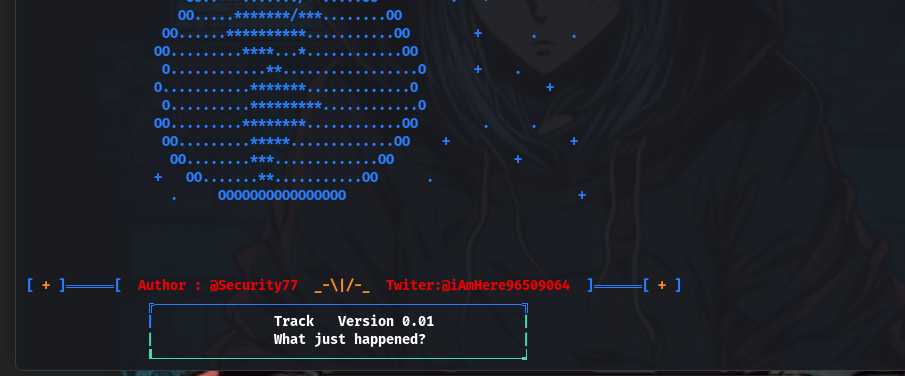 OO.....*******/***........OO
OO......**********...........OO
+ . .
OO........****...*............OO
O............**.................O
+ .
O...........*******.............O
+
O..........*********............O
OO.........*******............OO
. .
OO.........*****.............OO
+ +
OO........***.............OO
+
+ OO.......**...........OO .
. OOOOOOOOOOOOOOOO +
[ + ]══════[ Author : @Security77 _-\|/-_ Twiter:@iAmHere96509064 ]══════[ + ]
Track Version 0.01
What just happened?